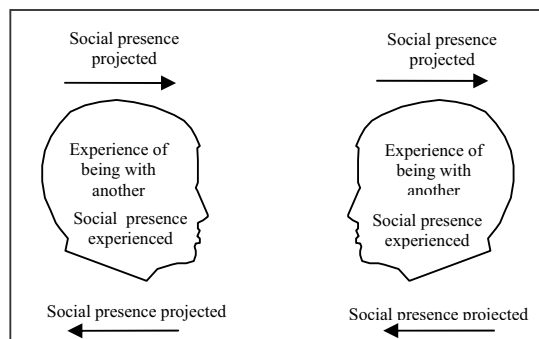 Social presence
projected
Social presence
projected
Experience of
being with
another
Social presence
experienced
Experience of
being with
another
Social presence
experienced
Social presence projected
Social presence projected